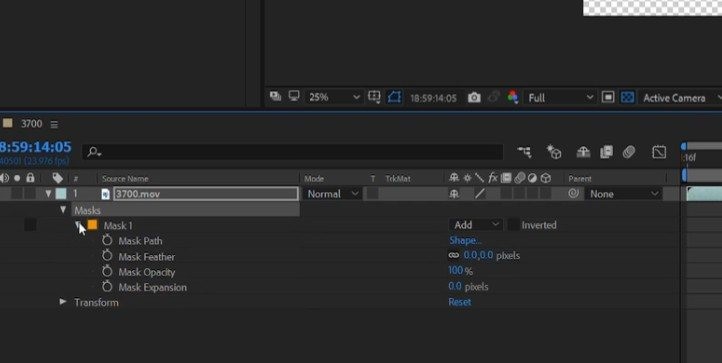 25% 18:59:14:05 Full Active Camera
3700
8:59:14:05
(23.976 fps) :16f
# Source Name Mode T TrkMat Parent
1 3700.mov Normal None
Masks
Mask 1 Add Inverted
Mask Path Shape...
Mask Feather 0.0,0.0 pixels
Mask Opacity 100 %
Mask Expansion 0.0 pixels
Transform Reset